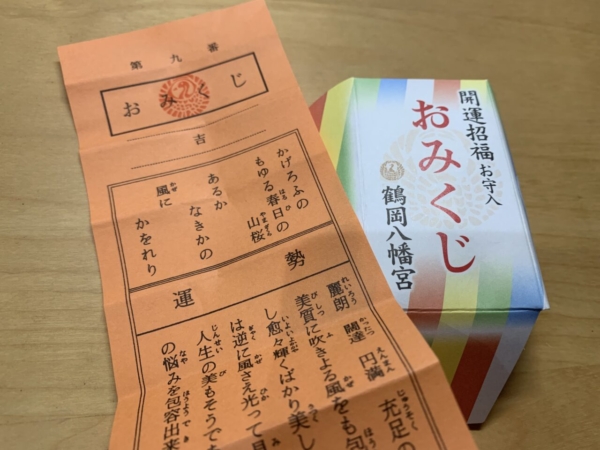 第九番
おみくじ
吉
かげろふの
もゆる春日の
山桜
あるか
なきかの
風に
かをれり
運勢
麗朗 闊達 円満 充足の
美質に吹きよる風をも包
し愈々輝くばかり美し
は逆に風さえ光って
人生の美もそうで
の悩みを包容出来
開運招福 お守入
おみくじ
鶴岡八幡宮